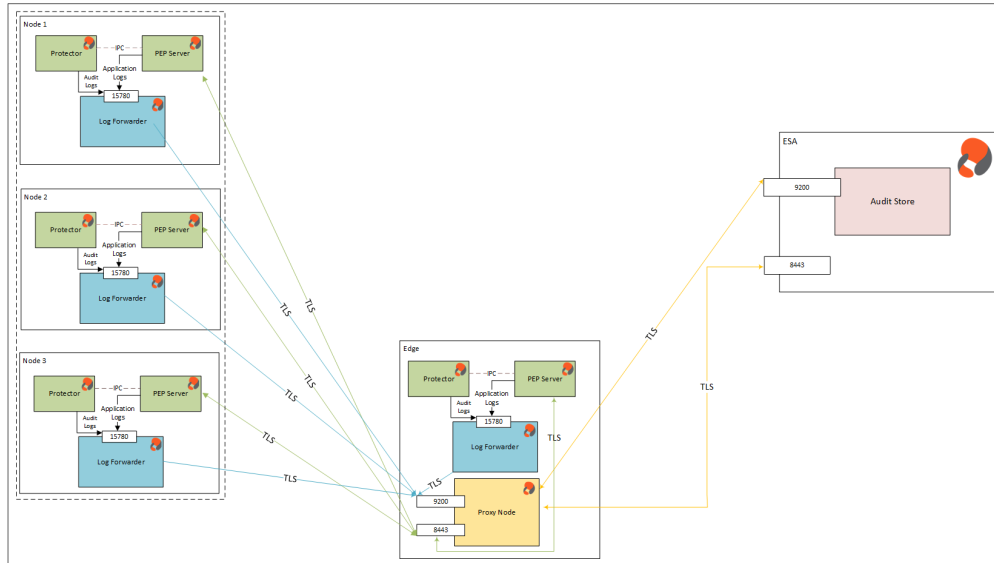 Node 1
Protector
IPC
PEP Server
Audit
Logs
Application
Logs
15780
Log Forwarder
Node 2
Protector
IPC
PEP Server
Audit
Logs
Application
Logs
15780
Log Forwarder
Node 3
Protector
IPC
PEP Server
Audit
Logs
Application
Logs
15780
Log Forwarder
TLS
TLS
TLS
TLS
TLS
TLS
Edge
Protector
IPC
PEP Server
Audit
Logs
Application
Logs
15780
Log Forwarder
TLS
TLS
9200
8443
Proxy Node
TLS
TLS
ESA
9200
Audit Store
8443